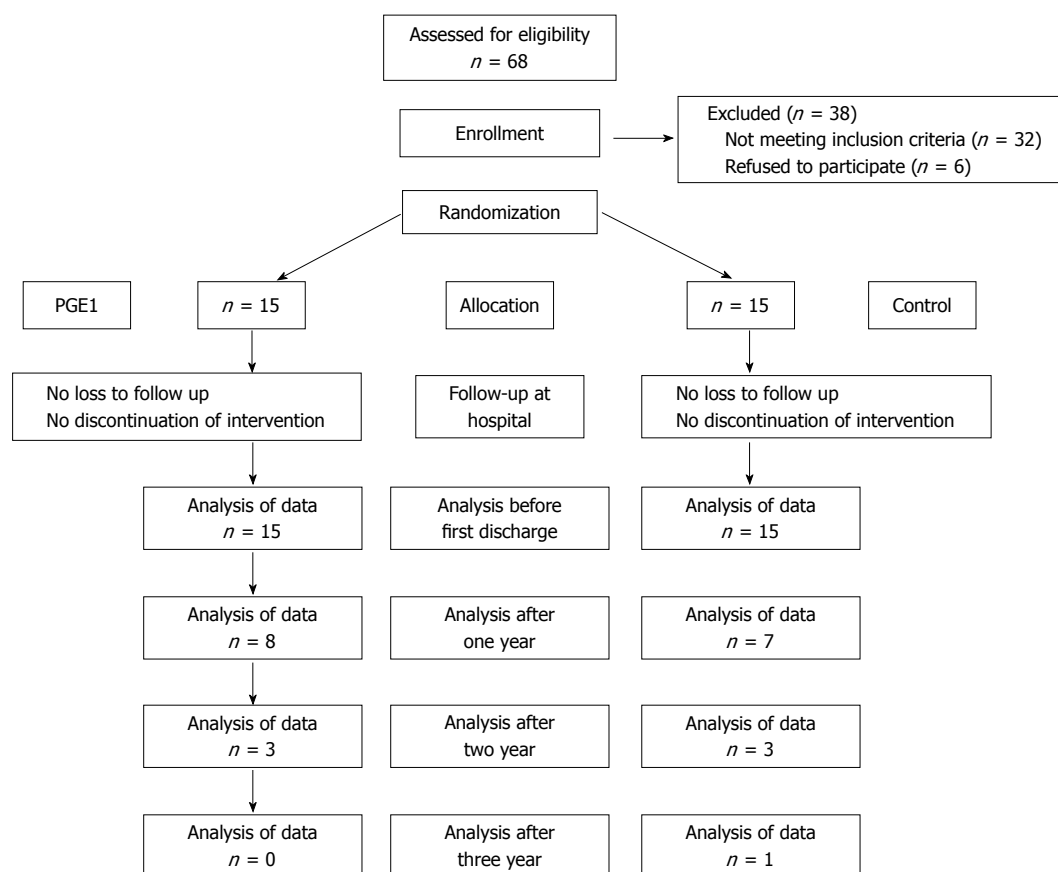 Assessed for eligibility
n = 68
Enrollment
Excluded (n = 38)
Not meeting inclusion criteria (n = 32)
Refused to participate (n = 6)
Randomization
PGE1
n = 15
Allocation
n = 15
Control
No loss to follow up
No discontinuation of intervention
Follow-up at
hospital
No loss to follow up
No discontinuation of intervention
Analysis of data
n = 15
Analysis before
first discharge
Analysis of data
n = 15
Analysis of data
n = 8
Analysis after
one year
Analysis of data
n = 7
Analysis of data
n = 3
Analysis after
two year
Analysis of data
n = 3
Analysis of data
n = 0
Analysis after
three year
Analysis of data
n = 1